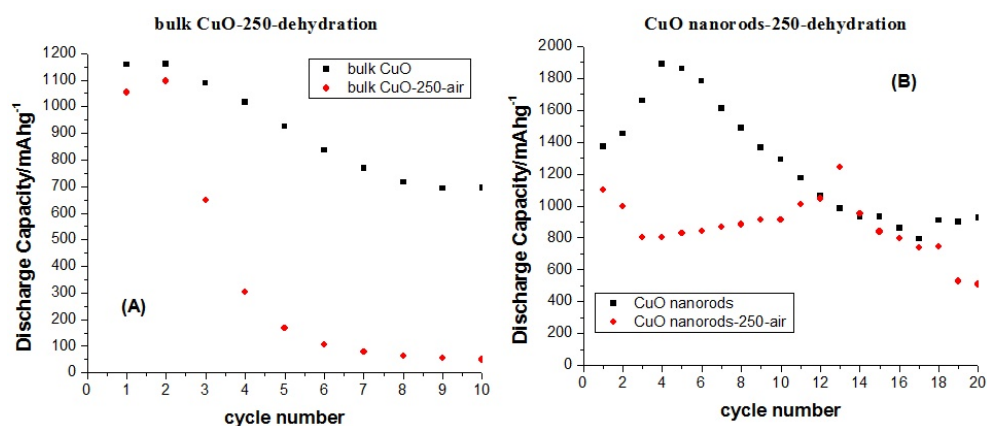 bulk CuO-250-dehydration
Discharge Capacity/mAhg⁻¹
1200
1100
1000
900
800
700
600
500
400
300
200
100
0
bulk CuO
bulk CuO-250-air
(A)
0 1 2 3 4 5 6 7 8 9 10
cycle number
CuO nanorods-250-dehydration
Discharge Capacity/mAhg⁻¹
2000
1800
1600
1400
1200
1000
800
600
400
200
0
(B)
CuO nanorods
CuO nanorods-250-air
0 2 4 6 8 10 12 14 16 18 20
cycle number